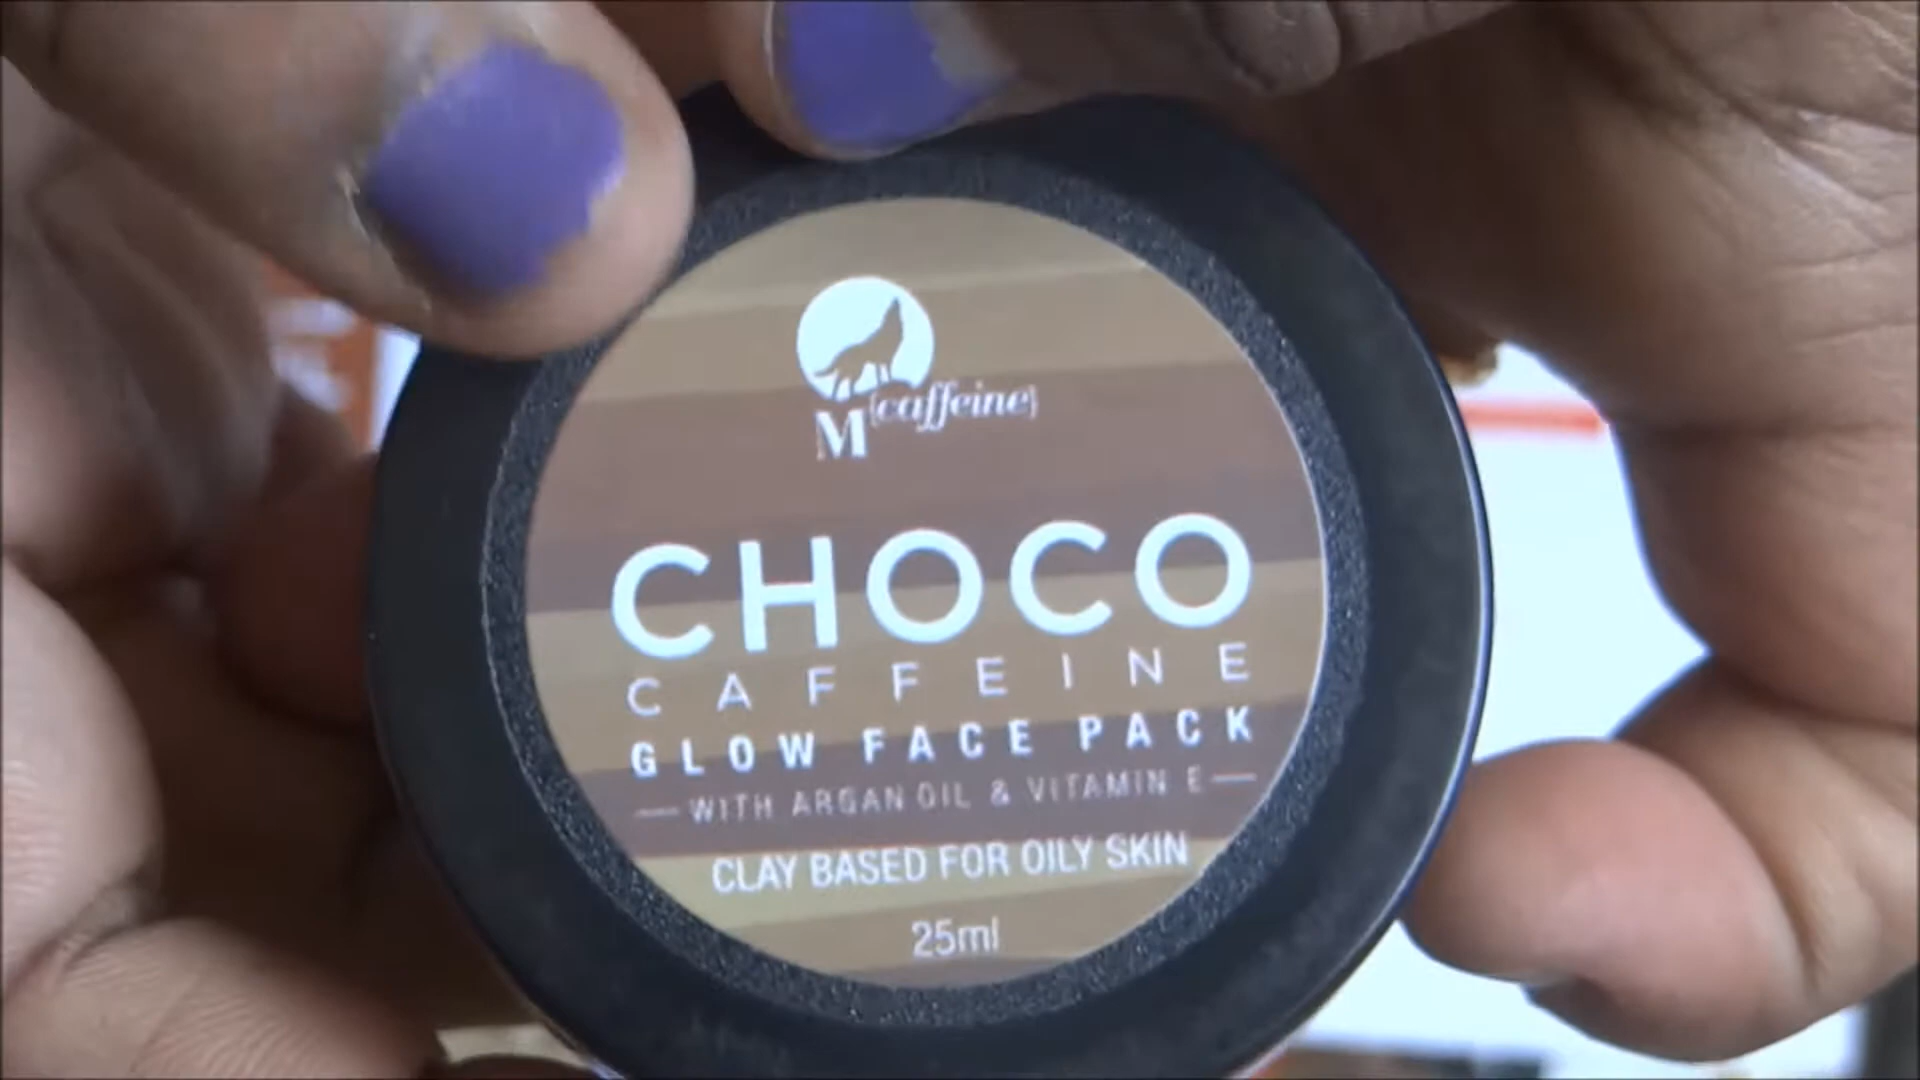 M{caffeine}
CHOCO
CAFFEINE
GLOW FACE PACK
— WITH ARGAN OIL & VITAMIN E —
CLAY BASED FOR OILY SKIN
25ml